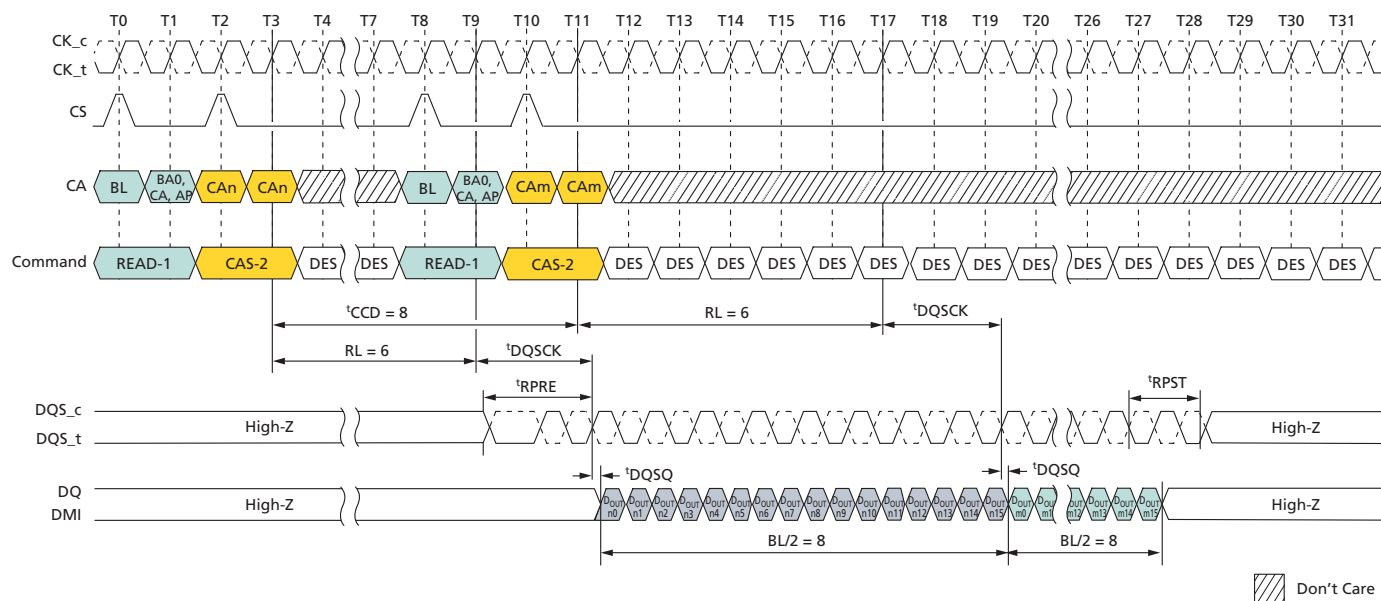 T0 T1 T2 T3 T4 T7 T8 T9 T10 T11 T12 T13 T14 T15 T16 T17 T18 T19 T20 T26 T27 T28 T29 T30 T31
CK_c
CK_t
CS
CA BL BA0, CA, AP CAn CAn BL BA0, CA, AP CAm CAm
Command READ-1 CAS-2 DES DES READ-1 CAS-2 DES DES DES DES DES DES DES DES DES DES DES DES DES DES DES
tCCD = 8 RL = 6 tDQSCK
RL = 6 tDQSCK
tRPRE tRPST
DQS_c
DQS_t High-Z High-Z
tDQSQ tDQSQ
DQ
DMI High-Z DOUT n0 DOUT n1 DOUT n2 DOUT n3 DOUT n4 DOUT n5 DOUT n6 DOUT n7 DOUT n8 DOUT n9 DOUT n10 DOUT n11 DOUT n12 DOUT n13 DOUT n14 DOUT n15 DOUT m0 DOUT m1 DOUT m12 DOUT m13 DOUT m14 DOUT m15 High-Z
BL/2 = 8 BL/2 = 8
Don't Care